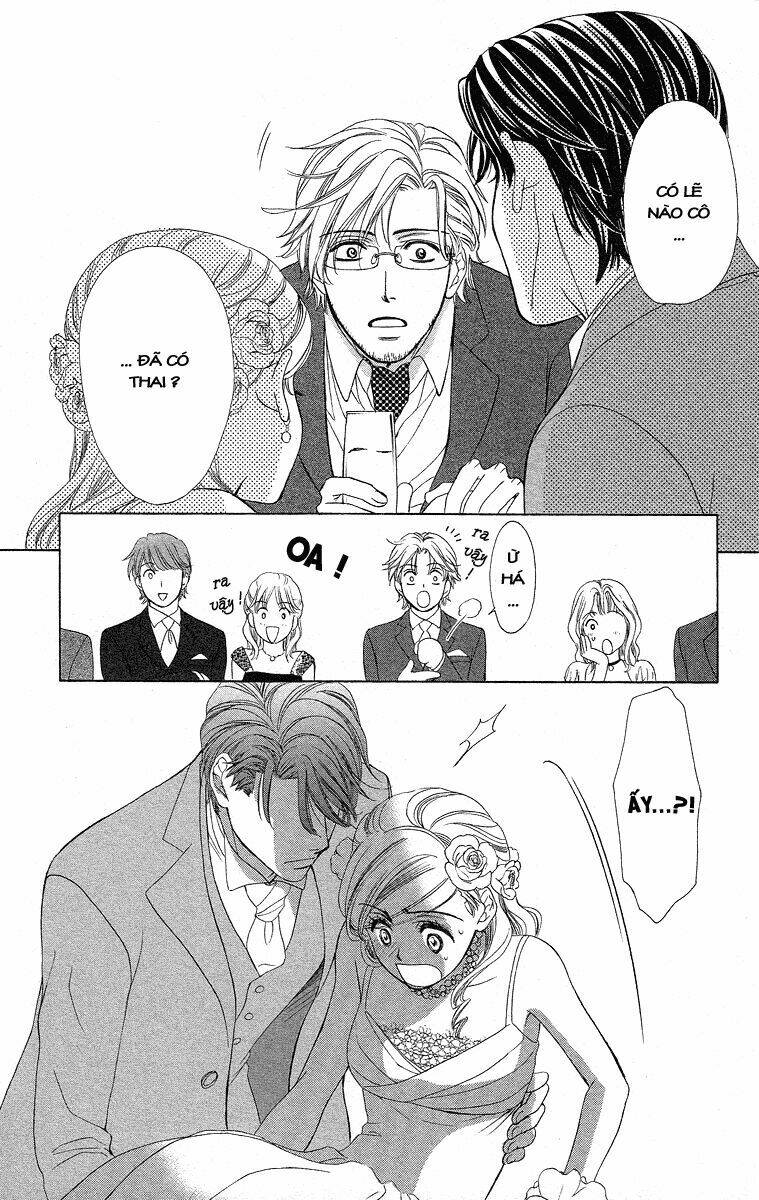 CÓ LẼ
NÀO CÔ
...
... ĐÃ CÓ
THAI ?
ra
vậy !
OA !
ra
vậy
!
Ừ
HÁ
...
ẤY...?!